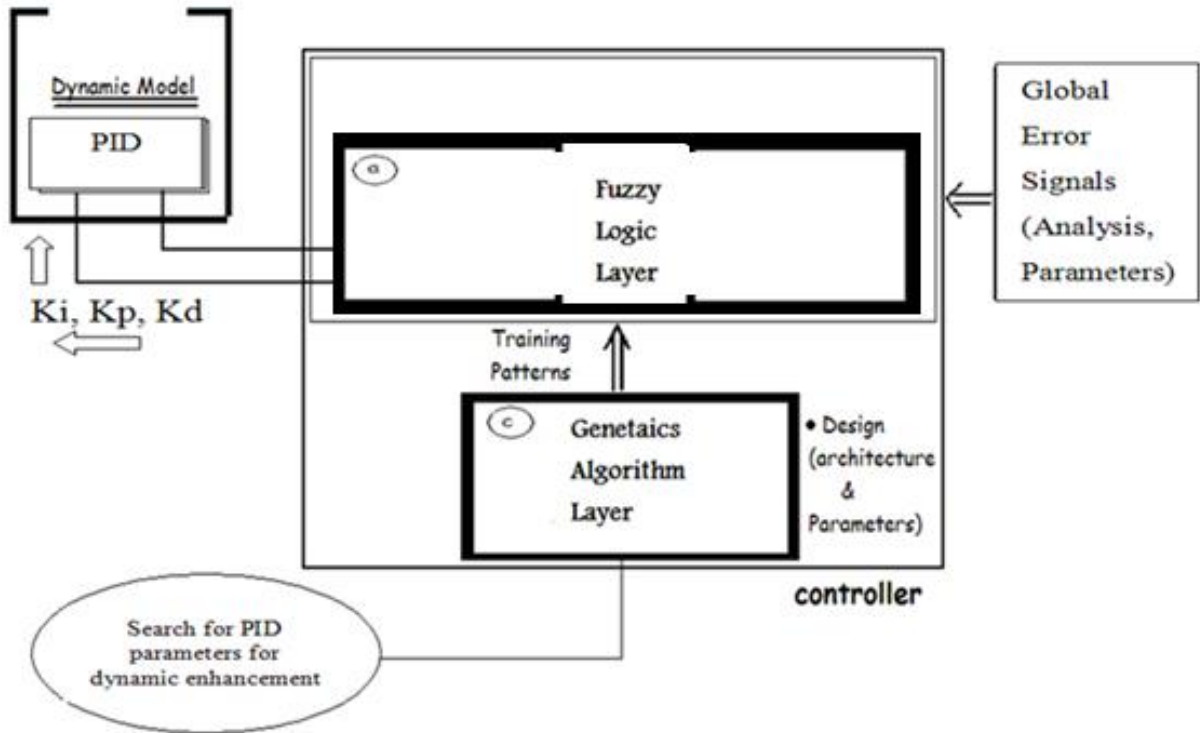 Dynamic Model
PID
Ki, Kp, Kd
a
Fuzzy
Logic
Layer
Global
Error
Signals
(Analysis,
Parameters)
Training
Patterns
c
Genetaics
Algorithm
Layer
• Design
(architecture
&
Parameters)
controller
Search for PID
parameters for
dynamic enhancement